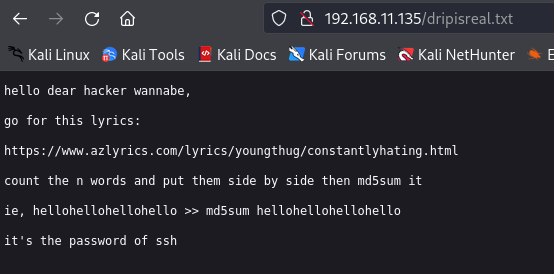 192.168.11.135/dripisreal.txt
Kali Linux Kali Tools Kali Docs Kali Forums Kali NetHunter
hello dear hacker wannabe,
go for this lyrics:
https://www.azlyrics.com/lyrics/youngthug/constantlyhating.html
count the n words and put them side by side then md5sum it
ie, hellohellohellohello >> md5sum hellohellohellohello
it's the password of ssh